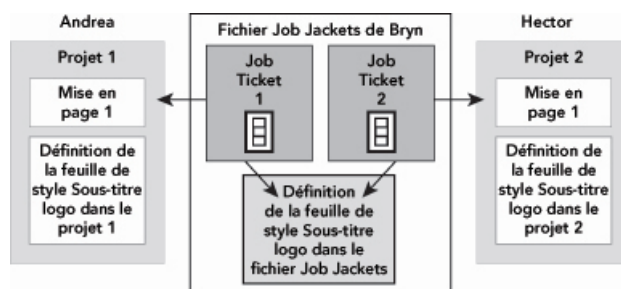 Andrea
Projet 1
Mise en
page 1
Définition de
la feuille de
style Sous-titre
logo dans le
projet 1
Fichier Job Jackets de Bryn
Job
Ticket
1
Job
Ticket
2
Définition
de la feuille de
style Sous-titre
logo dans le
fichier Job Jackets
Hector
Projet 2
Mise en
page 1
Définition de
la feuille de
style Sous-titre
logo dans le
projet 2